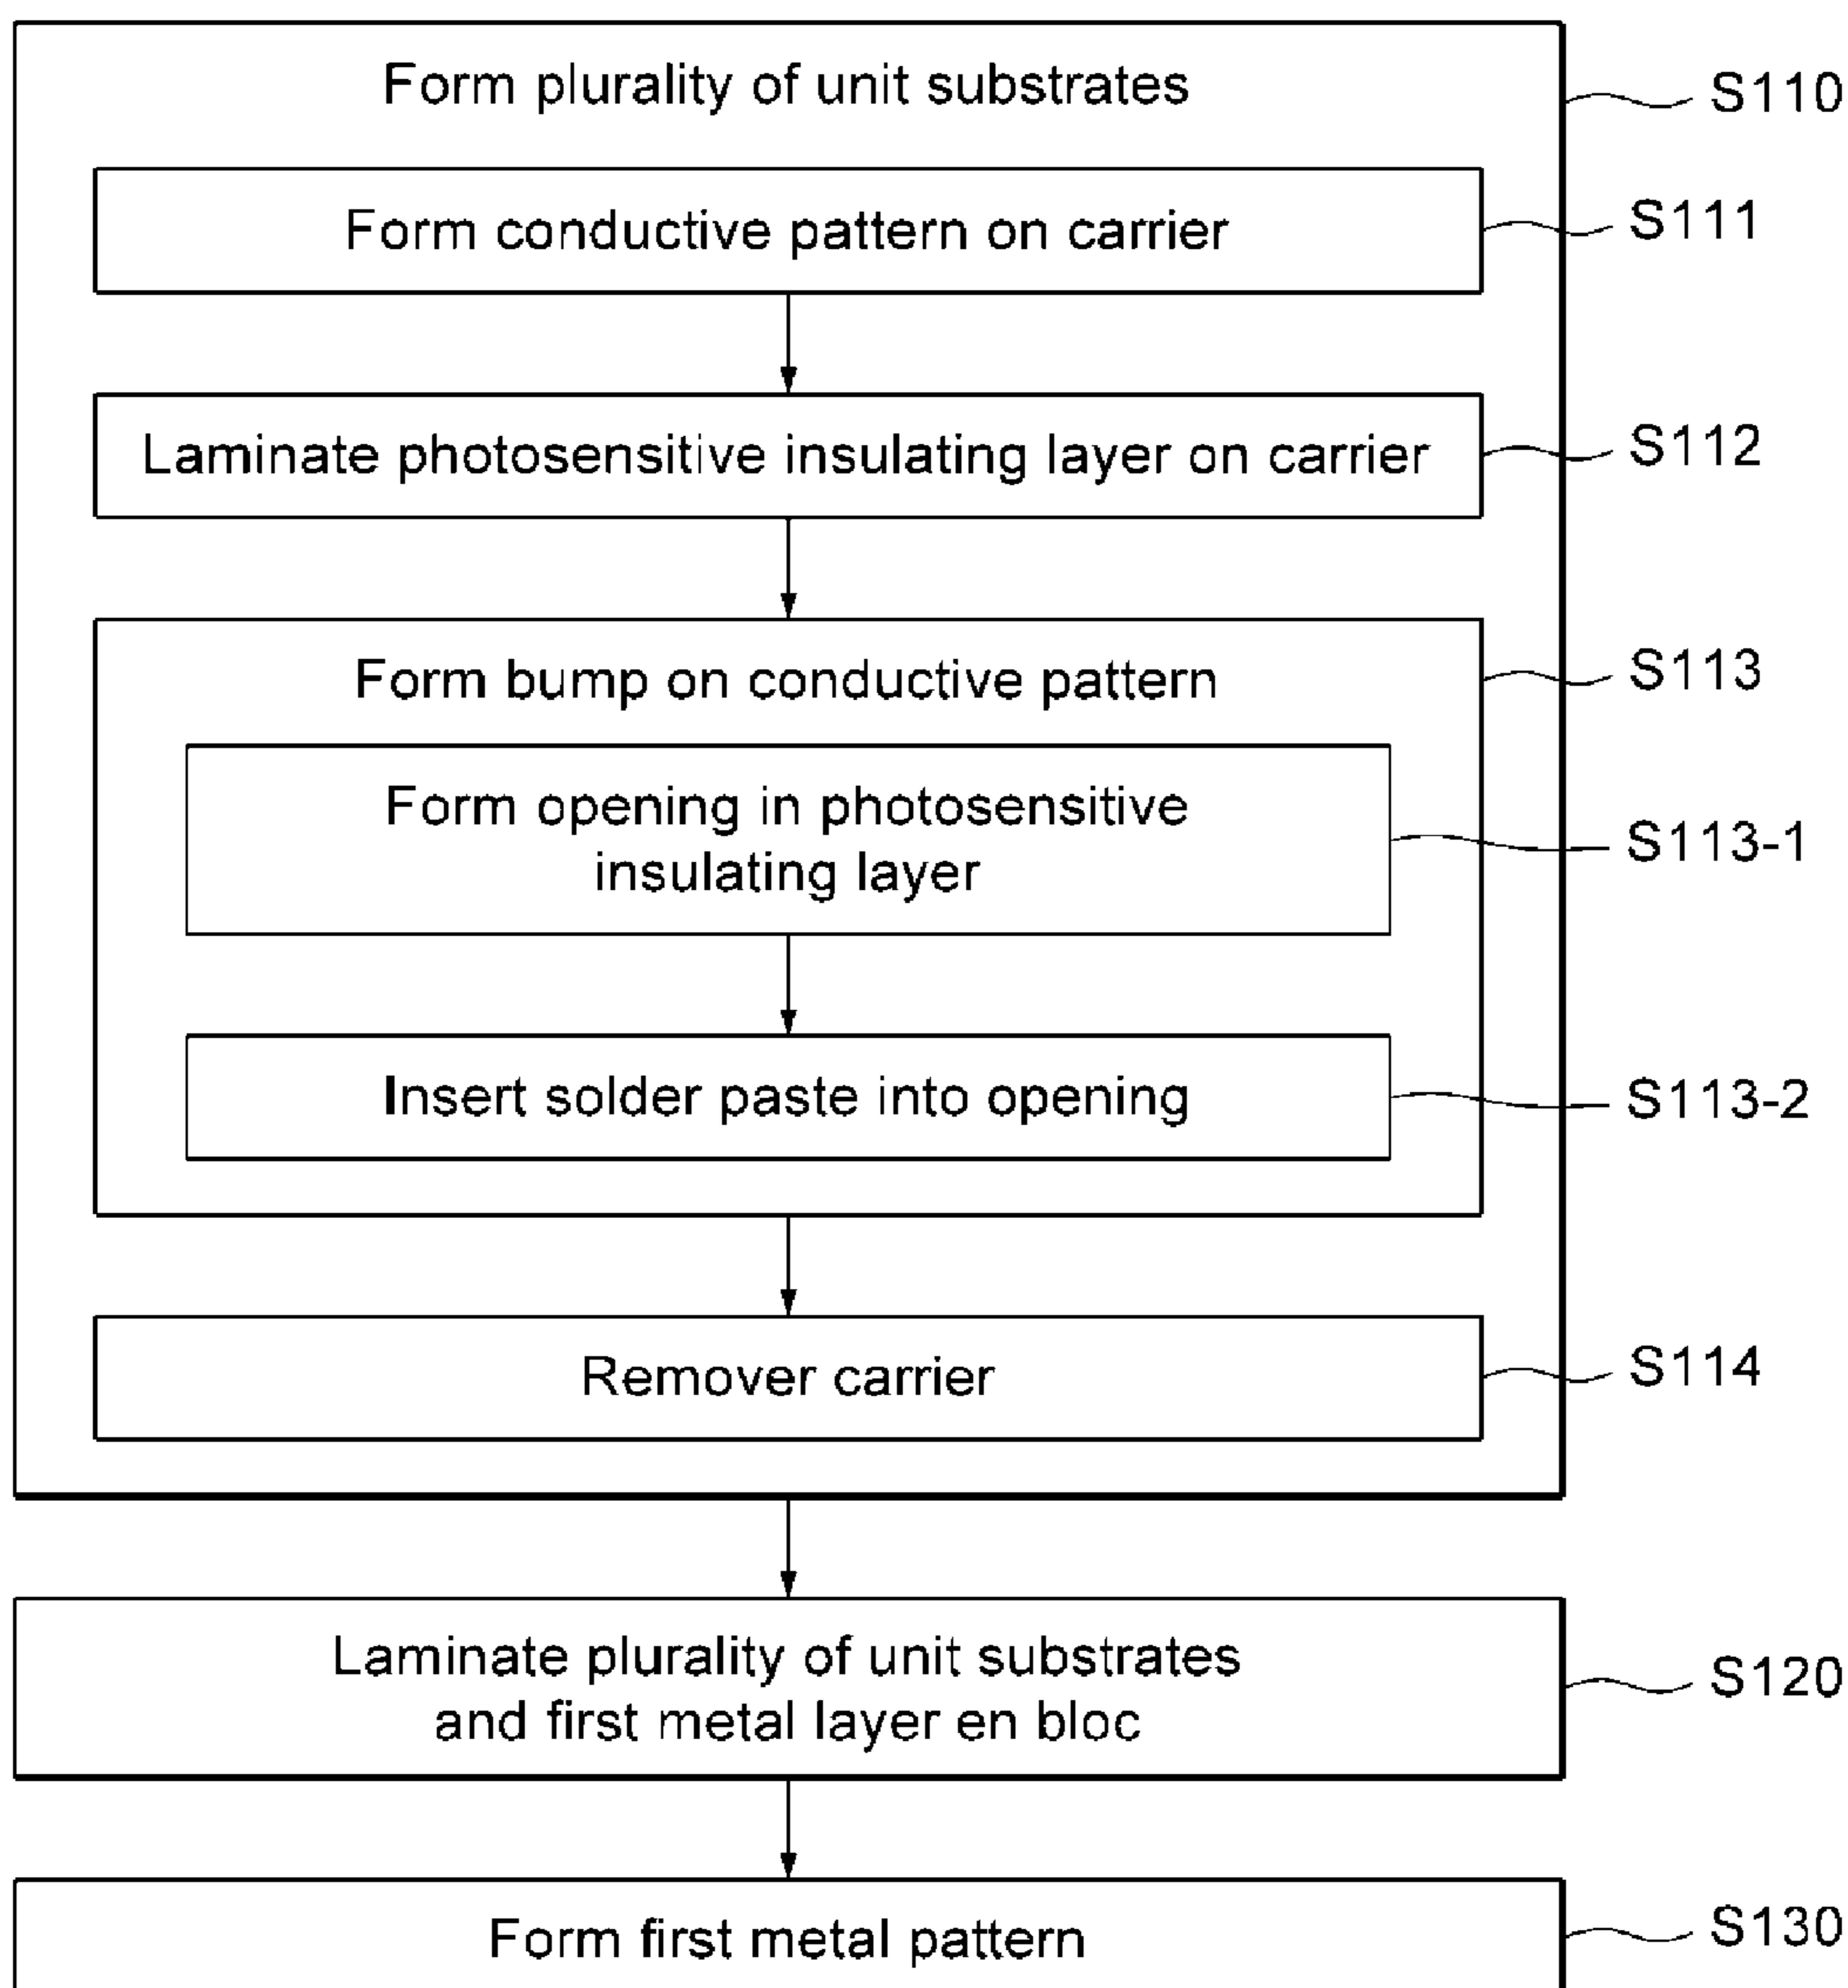 Form plurality of unit substrates
S110
Form conductive pattern on carrier
S111
Laminate photosensitive insulating layer on carrier
S112
Form bump on conductive pattern
S113
Form opening in photosensitive
insulating layer
S113-1
Insert solder paste into opening
S113-2
Remover carrier
S114
Laminate plurality of unit substrates
and first metal layer en bloc
S120
Form first metal pattern
S130